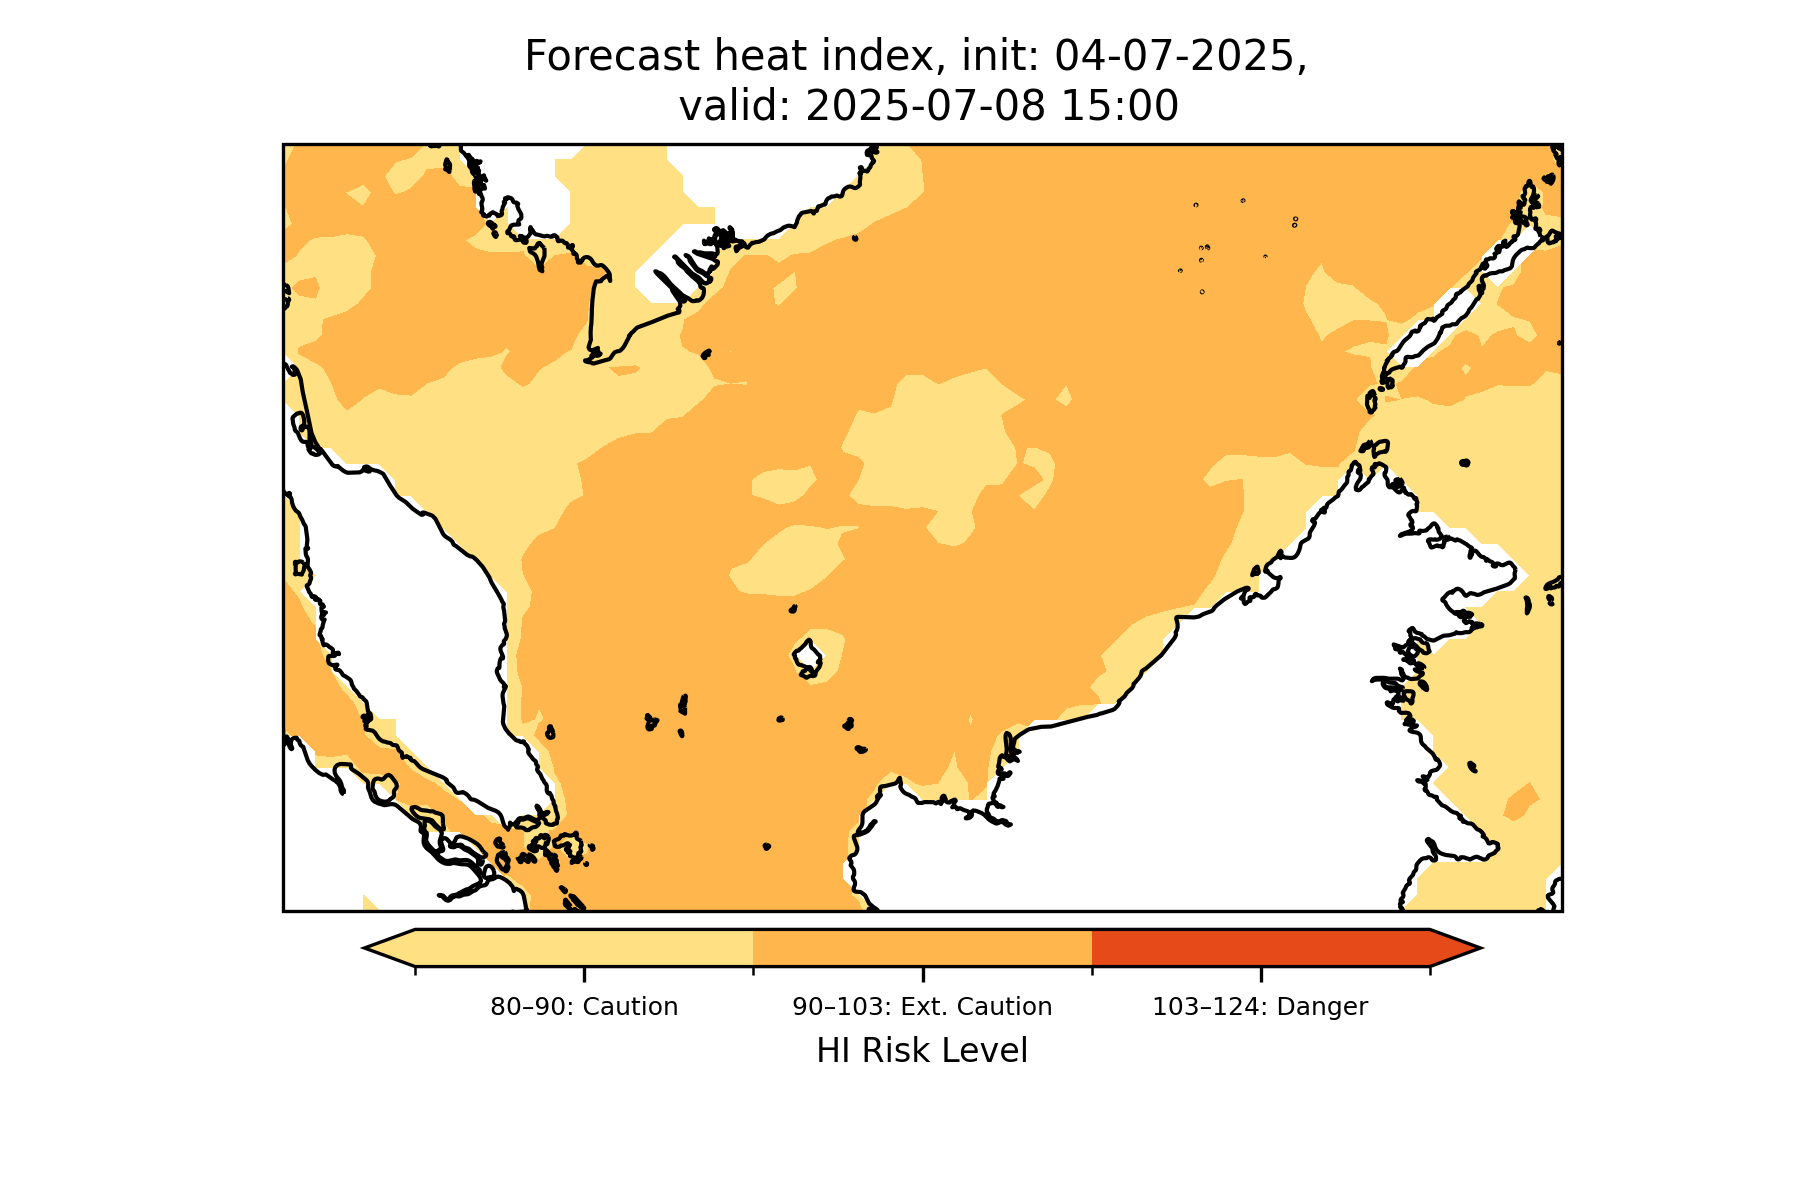 Forecast heat index, init: 04-07-2025,
valid: 2025-07-08 15:00
80–90: Caution
90–103: Ext. Caution
103–124: Danger
HI Risk Level